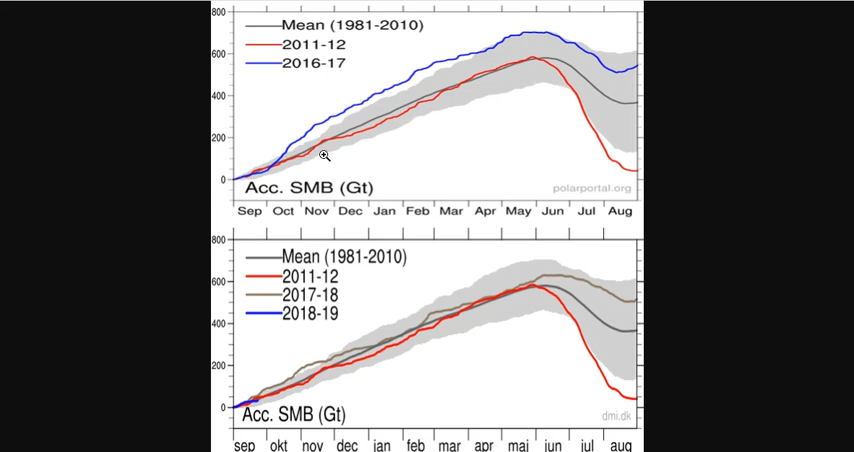 800
Mean (1981-2010)
2011-12
2016-17
600
400
200
0
Acc. SMB (Gt)
polarportal.org
Sep Oct Nov Dec Jan Feb Mar Apr May Jun Jul Aug
800
Mean (1981-2010)
2011-12
2017-18
2018-19
600
400
200
0
Acc. SMB (Gt)
dmi.dk
sep okt nov dec jan feb mar apr maj jun jul aug